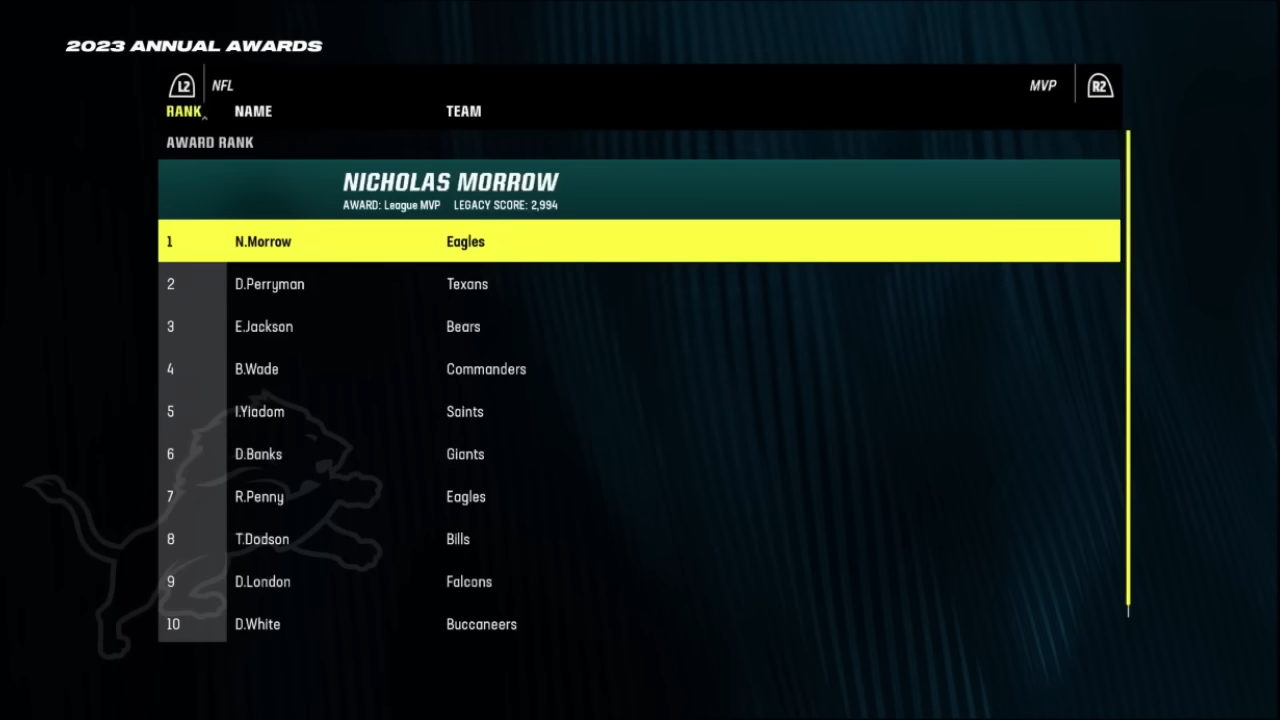 2023 ANNUAL AWARDS
L2 NFL MVP R2
RANK NAME TEAM
AWARD RANK
NICHOLAS MORROW
AWARD: League MVP LEGACY SCORE: 2,994
1 N.Morrow Eagles
2 D.Perryman Texans
3 E.Jackson Bears
4 B.Wade Commanders
5 I.Yiadom Saints
6 D.Banks Giants
7 R.Penny Eagles
8 T.Dodson Bills
9 D.London Falcons
10 D.White Buccaneers